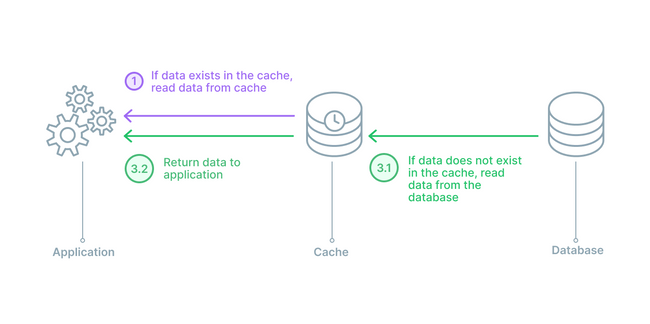 1
If data exists in the cache,
read data from cache
3.2
Return data to
application
3.1
If data does not exist
in the cache, read
data from the
database
Application
Cache
Database